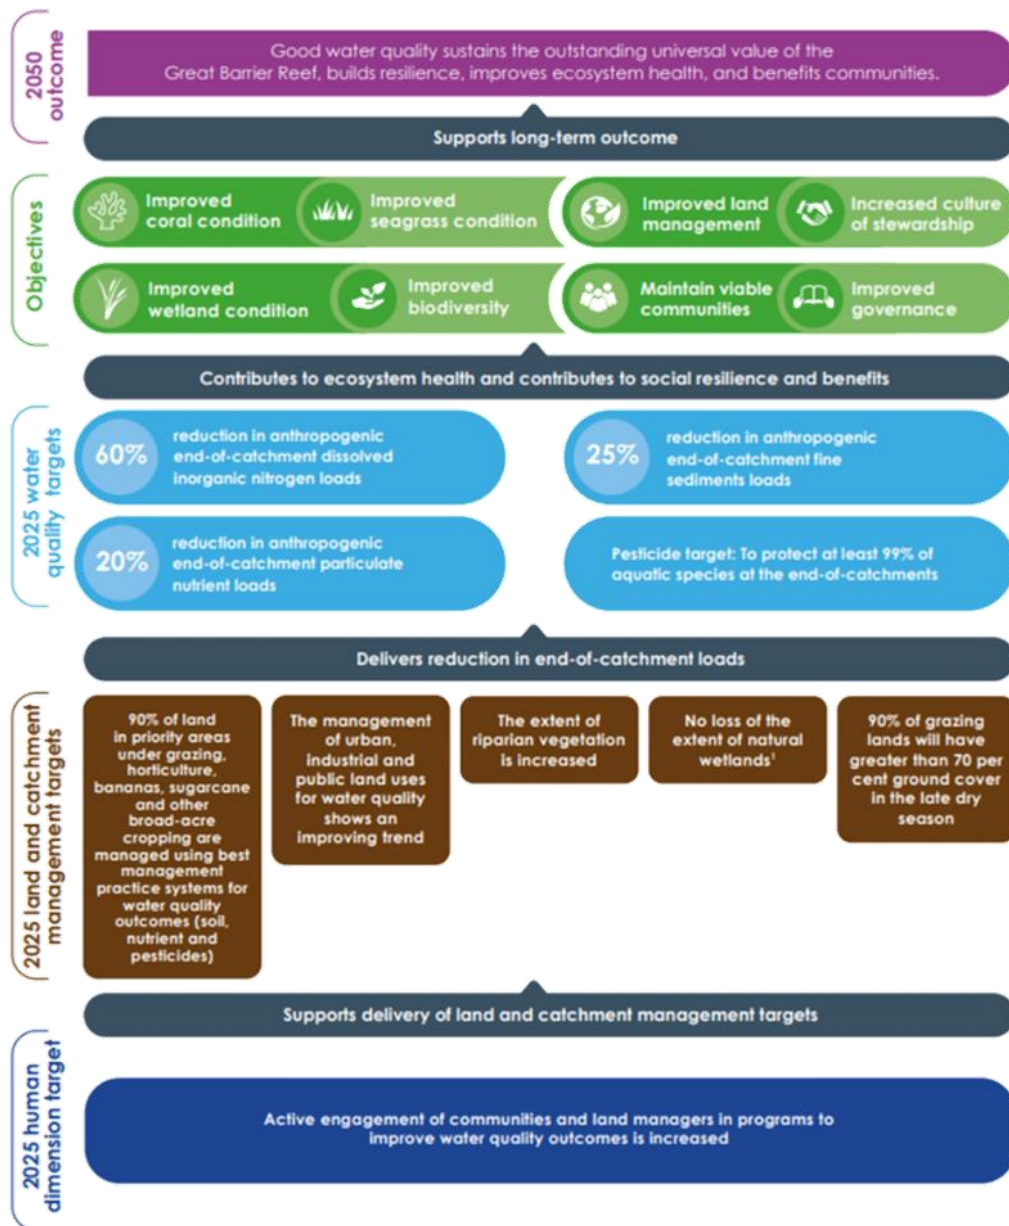 2050
outcome
Good water quality sustains the outstanding universal value of the
Great Barrier Reef, builds resilience, improves ecosystem health, and benefits communities.
Supports long-term outcome
Objectives
Improved
coral condition
Improved
seagrass condition
Improved land
management
Increased culture
of stewardship
Improved
wetland condition
Improved
biodiversity
Maintain viable
communities
Improved
governance
Contributes to ecosystem health and contributes to social resilience and benefits
2025 water
quality targets
60%
reduction in anthropogenic
end-of-catchment dissolved
inorganic nitrogen loads
25%
reduction in anthropogenic
end-of-catchment fine
sediments loads
20%
reduction in anthropogenic
end-of-catchment particulate
nutrient loads
Pesticide target: To protect at least 99% of
aquatic species at the end-of-catchments
Delivers reduction in end-of-catchment loads
2025 land and catchment
management targets
90% of land
in priority areas
under grazing,
horticulture,
bananas, sugarcane
and other
broad-acre
cropping are
managed using best
management
practice systems for
water quality
outcomes (soil,
nutrient and
pesticides)
The management
of urban,
industrial and
public land uses
for water quality
shows an
improving trend
The extent of
riparian vegetation
is increased
No loss of the
extent of natural
wetlands¹
90% of grazing
lands will have
greater than 70 per
cent ground cover
in the late dry
season
Supports delivery of land and catchment management targets
2025 human
dimension target
Active engagement of communities and land managers in programs to
improve water quality outcomes is increased